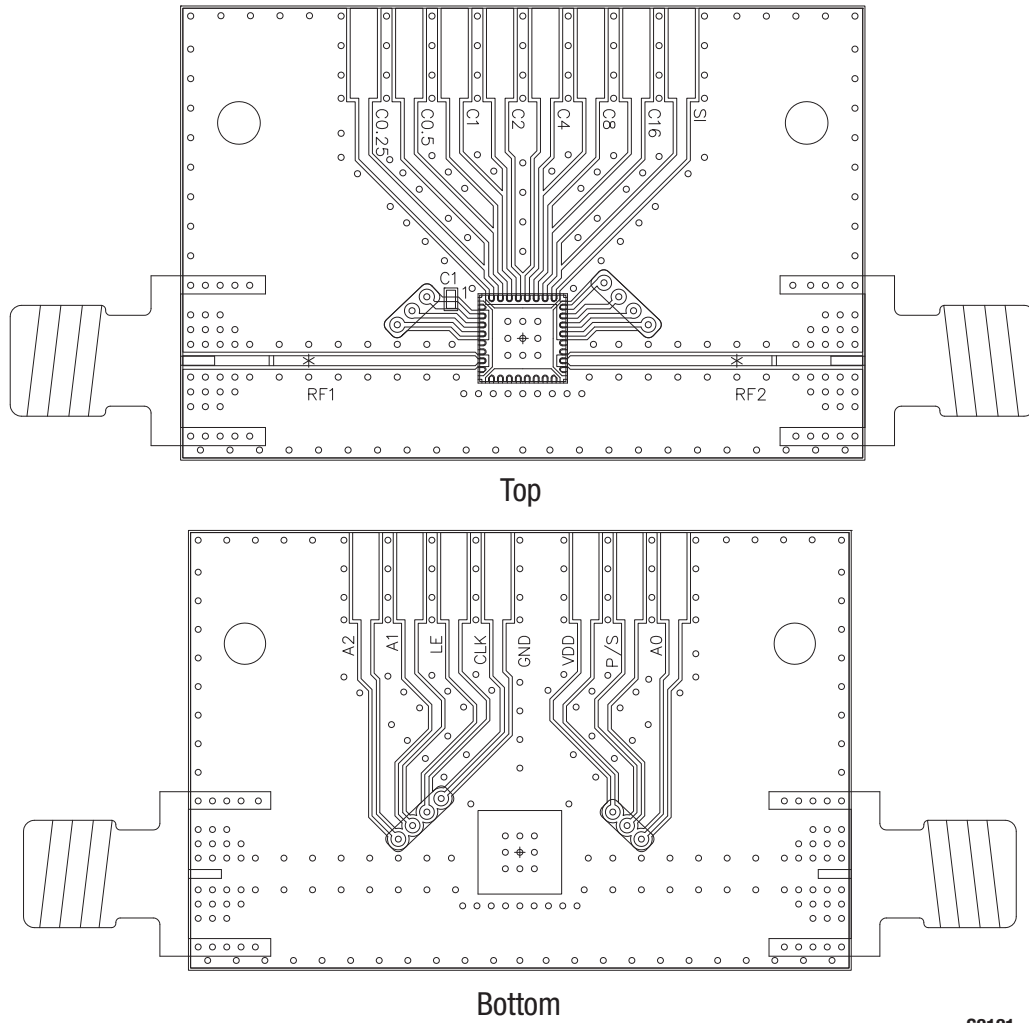 C0.25
C0.5
C1
C2
C4
C8
C16
SI
C1
1
RF1
RF2
Top
A2
A1
LE
CLK
GND
VDD
P/S
A0
Bottom